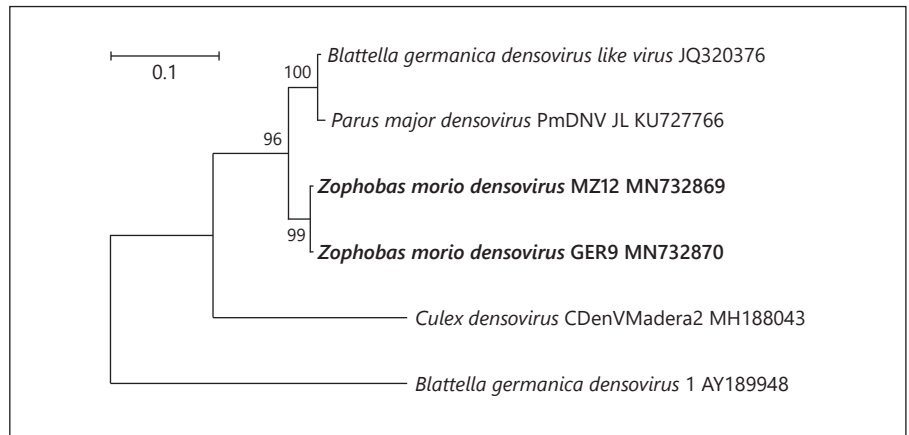 Blattella germanica densovirus like virus JQ320376
0.1
100
Parus major densovirus PmDNV JL KU727766
96
Zophobas morio densovirus MZ12 MN732869
99
Zophobas morio densovirus GER9 MN732870
Culex densovirus CDenVMadera2 MH188043
Blattella germanica densovirus 1 AY189948